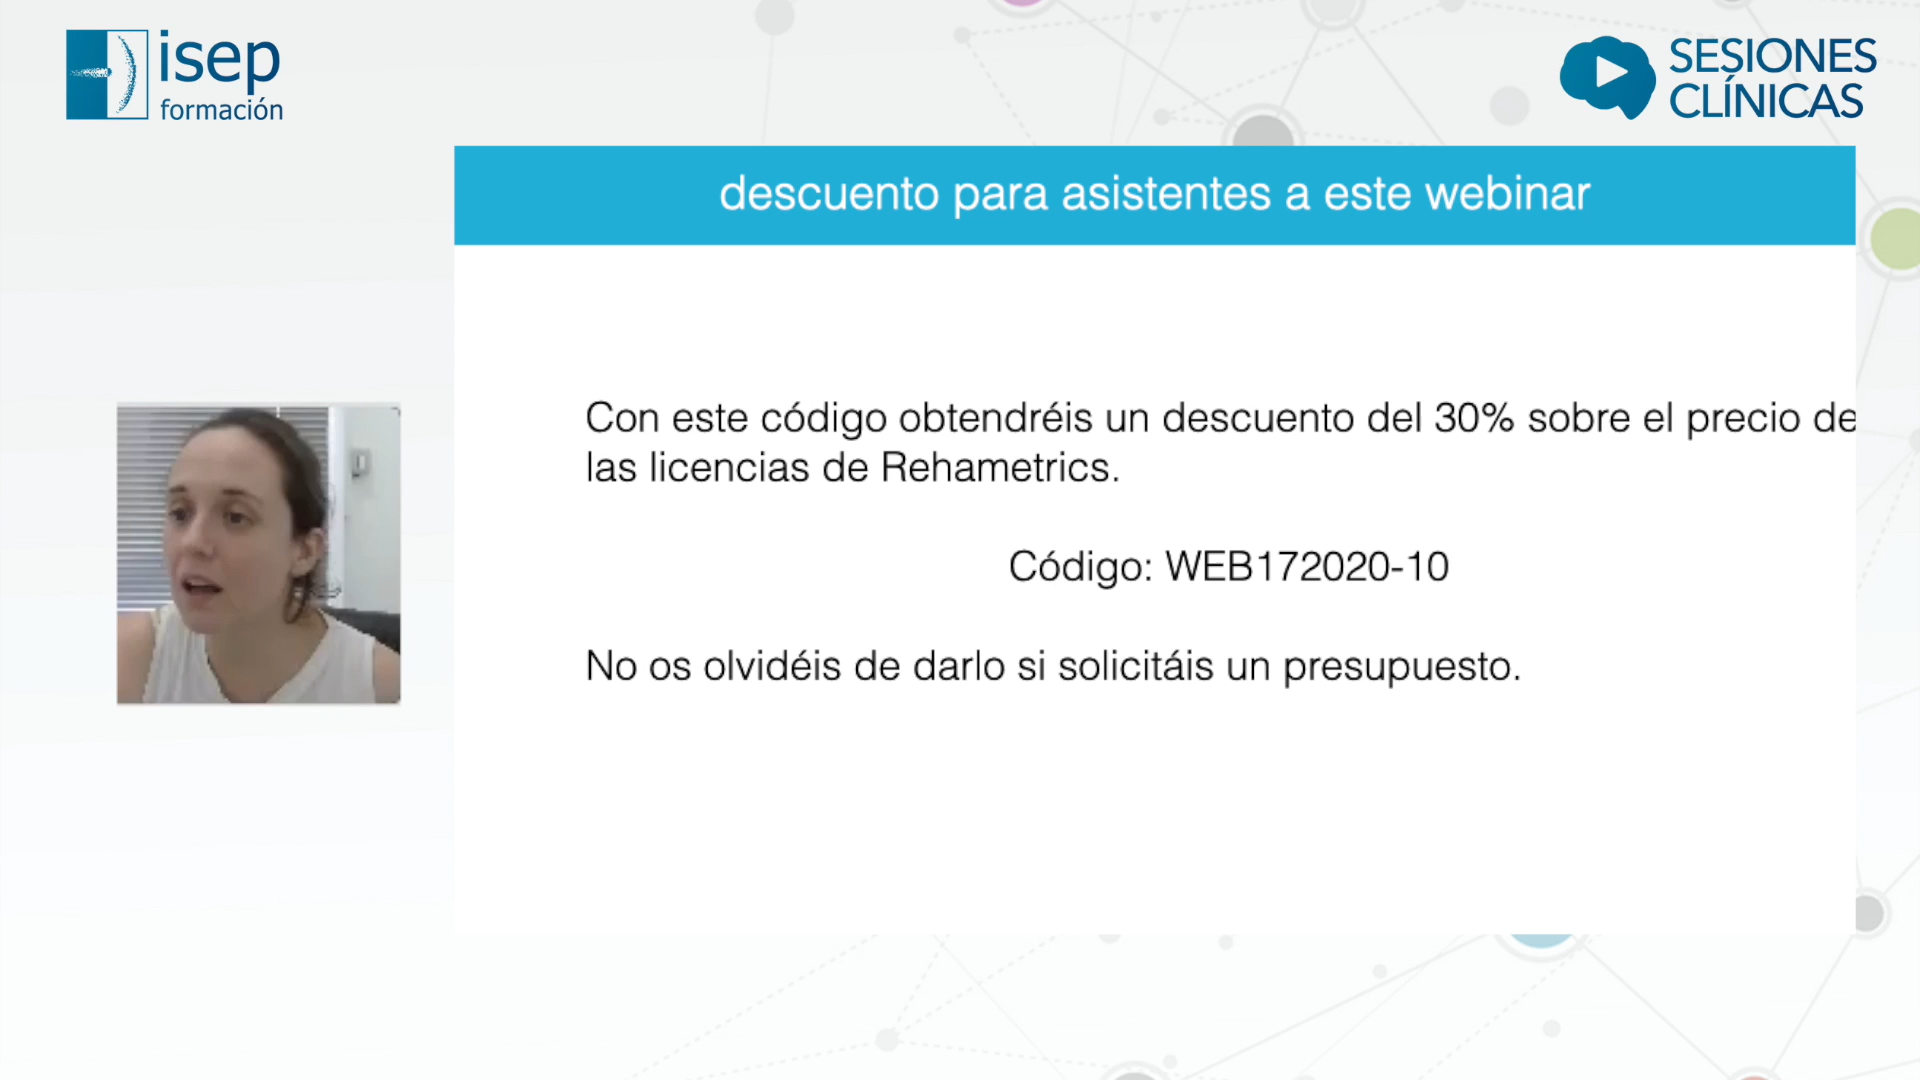 isep
formación
SESIONES
CLÍNICAS
descuento para asistentes a este webinar
Con este código obtendréis un descuento del 30% sobre el precio de
las licencias de Rehametrics.
Código: WEB172020-10
No os olvidéis de darlo si solicitáis un presupuesto.